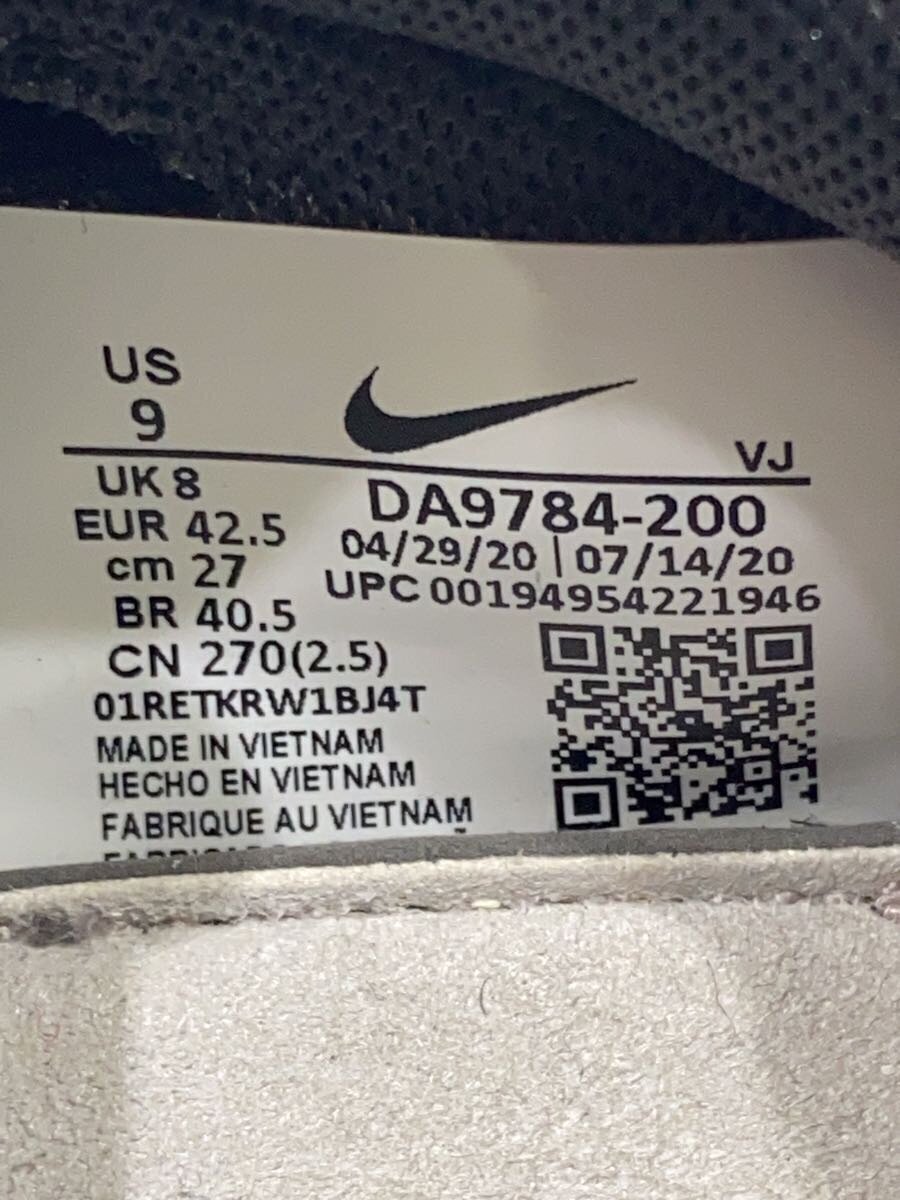 US
9
VJ
UK 8
EUR 42.5
cm 27
BR 40.5
CN 270(2.5)
01RETKRW1BJ4T
DA9784-200
04/29/20 | 07/14/20
UPC 00194954221946
MADE IN VIETNAM
HECHO EN VIETNAM
FABRIQUE AU VIETNAM